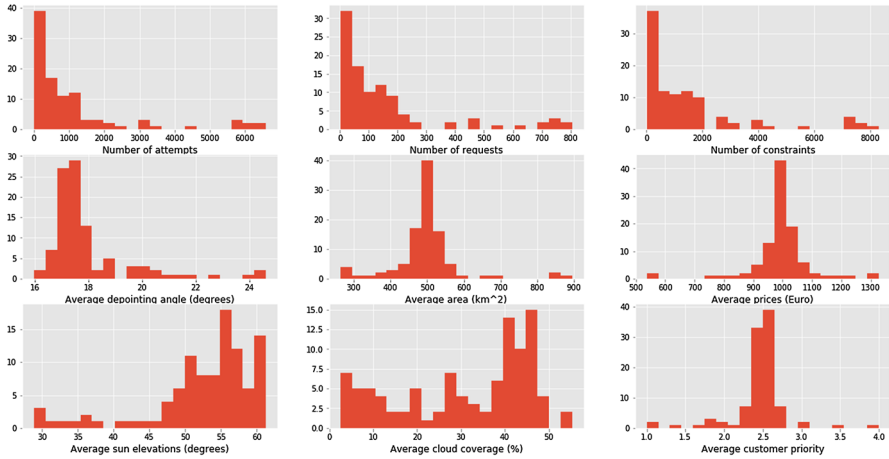 40
30
20
10
0
0 1000 2000 3000 4000 5000 6000
Number of attempts
30
25
20
15
10
5
0
0 100 200 300 400 500 600 700 800
Number of requests
30
20
10
0
0 2000 4000 6000 8000
Number of constraints
30
25
20
15
10
5
0
16 18 20 22 24
Average depointing angle (degrees)
40
30
20
10
0
300 400 500 600 700 800 900
Average area (km^2)
40
30
20
10
0
500 600 700 800 900 1000 1100 1200 1300
Average prices (Euro)
15
10
5
0
30 35 40 45 50 55 60
Average sun elevations (degrees)
15.0
12.5
10.0
7.5
5.0
2.5
0.0
0 10 20 30 40 50
Average cloud coverage (%)
40
30
20
10
0
1.0 1.5 2.0 2.5 3.0 3.5 4.0
Average customer priority